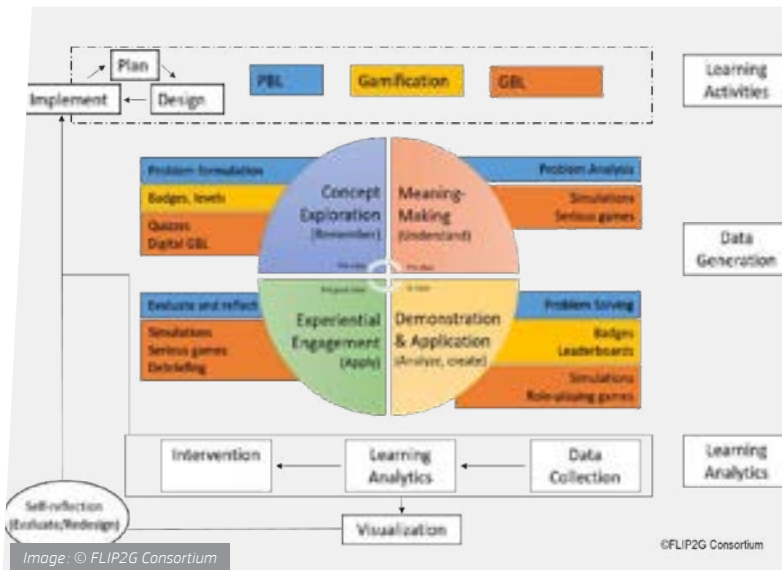 Plan
Implement
Design
PBL
Gamification
GBL
Learning
Activities
Problem formulation
Badges, levels
Quizzes
Digital GBL
Concept
Exploration
(Remember)
Meaning-
Making
(Understand)
Problem Analysis
Simulations
Serious games
Data
Generation
Evaluate and reflect
Simulations
Serious games
Debriefing
Experiential
Engagement
(Apply)
Demonstration
& Application
(Analyze, create)
Problem Solving
Badges
Leaderboards
Simulations
Role-playing games
Intervention
Learning
Analytics
Data
Collection
Learning
Analytics
Self-reflection
(Evaluate/Redesign)
Visualization
©FLIP2G Consortium
Image: © FLIP2G Consortium